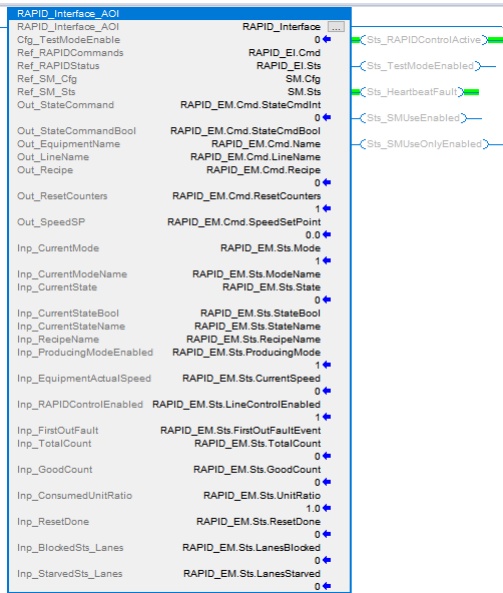 RAPID_Interface_AOI
RAPID_Interface_AOI RAPID_Interface ...
Cfg_TestModeEnable 0
Ref_RAPIDCommands RAPID_EI.Cmd
Ref_RAPIDStatus RAPID_EI.Sts
Ref_SM_Cfg SM.Cfg
Ref_SM_Sts SM.Sts
Out_StateCommand RAPID_EM.Cmd.StateCmdInt
0
Out_StateCommandBool RAPID_EM.Cmd.StateCmdBool
Out_EquipmentName RAPID_EM.Cmd.Name
Out_LineName RAPID_EM.Cmd.LineName
Out_Recipe RAPID_EM.Cmd.Recipe
0
Out_ResetCounters RAPID_EM.Cmd.ResetCounters
1
Out_SpeedSP RAPID_EM.Cmd.SpeedSetPoint
0.0
Inp_CurrentMode RAPID_EM.Sts.Mode
1
Inp_CurrentModeName RAPID_EM.Sts.ModeName
Inp_CurrentState RAPID_EM.Sts.State
0
Inp_CurrentStateBool RAPID_EM.Sts.StateBool
Inp_CurrentStateName RAPID_EM.Sts.StateName
Inp_RecipeName RAPID_EM.Sts.RecipeName
Inp_ProducingModeEnabled RAPID_EM.Sts.ProducingMode
1
Inp_EquipmentActualSpeed RAPID_EM.Sts.CurrentSpeed
0
Inp_RAPIDControlEnabled RAPID_EM.Sts.LineControlEnabled
1
Inp_FirstOutFault RAPID_EM.Sts.FirstOutFaultEvent
Inp_TotalCount RAPID_EM.Sts.TotalCount
0
Inp_GoodCount RAPID_EM.Sts.GoodCount
0
Inp_ConsumedUnitRatio RAPID_EM.Sts.UnitRatio
1.0
Inp_ResetDone RAPID_EM.Sts.ResetDone
0
Inp_BlockedSts_Lanes RAPID_EM.Sts.LanesBlocked
0
Inp_StarvedSts_Lanes RAPID_EM.Sts.LanesStarved
0
Sts_RAPIDControlActive
Sts_TestModeEnabled
Sts_HeartbeatFault
Sts_SMUseEnabled
Sts_SMUseOnlyEnabled